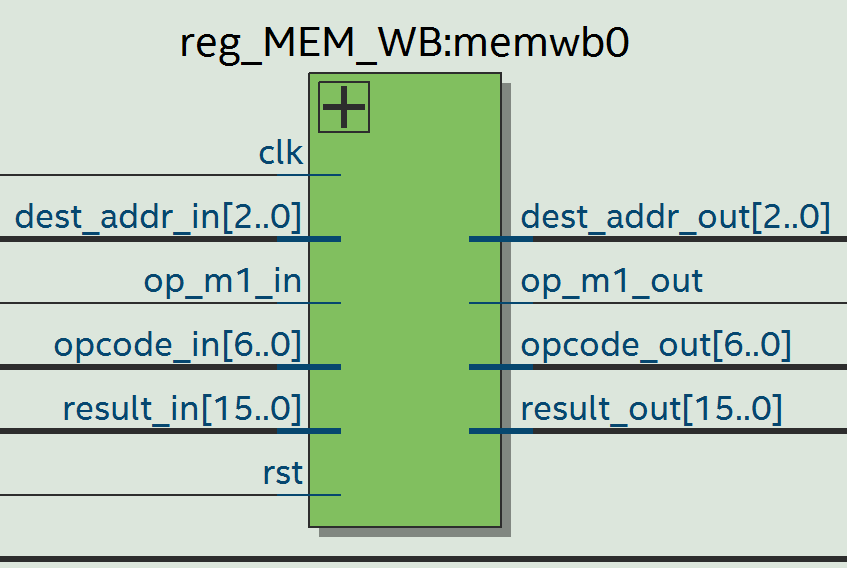 reg_MEM_WB:memwb0
clk
dest_addr_in[2..0] dest_addr_out[2..0]
op_m1_in op_m1_out
opcode_in[6..0] opcode_out[6..0]
result_in[15..0] result_out[15..0]
rst